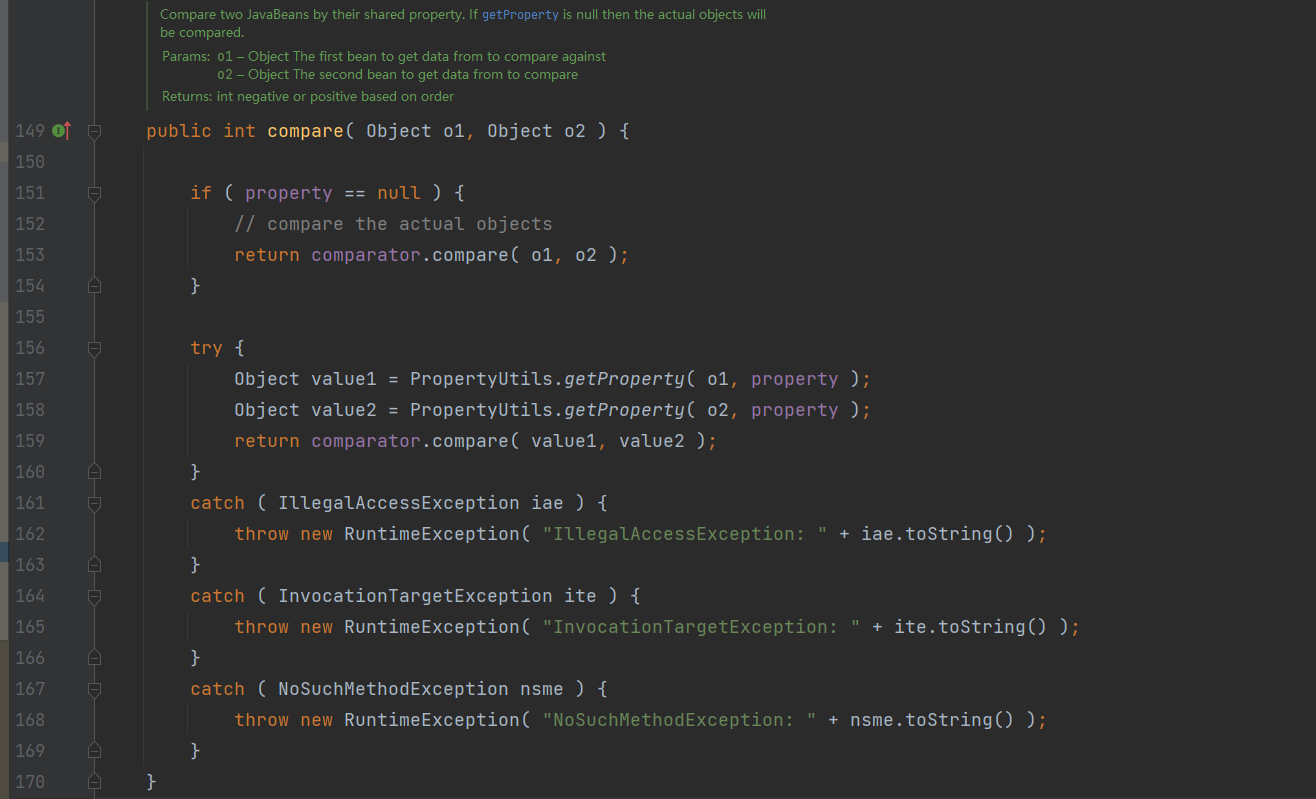 Compare two JavaBeans by their shared property. If getProperty is null then the actual objects will
be compared.
Params: o1 – Object The first bean to get data from to compare against
o2 – Object The second bean to get data from to compare
Returns: int negative or positive based on order
149 public int compare( Object o1, Object o2 ) {
150
151 if ( property == null ) {
152 // compare the actual objects
153 return comparator.compare( o1, o2 );
154 }
155
156 try {
157 Object value1 = PropertyUtils.getProperty( o1, property );
158 Object value2 = PropertyUtils.getProperty( o2, property );
159 return comparator.compare( value1, value2 );
160 }
161 catch ( IllegalAccessException iae ) {
162 throw new RuntimeException( "IllegalAccessException: " + iae.toString() );
163 }
164 catch ( InvocationTargetException ite ) {
165 throw new RuntimeException( "InvocationTargetException: " + ite.toString() );
166 }
167 catch ( NoSuchMethodException nsme ) {
168 throw new RuntimeException( "NoSuchMethodException: " + nsme.toString() );
169 }
170 }